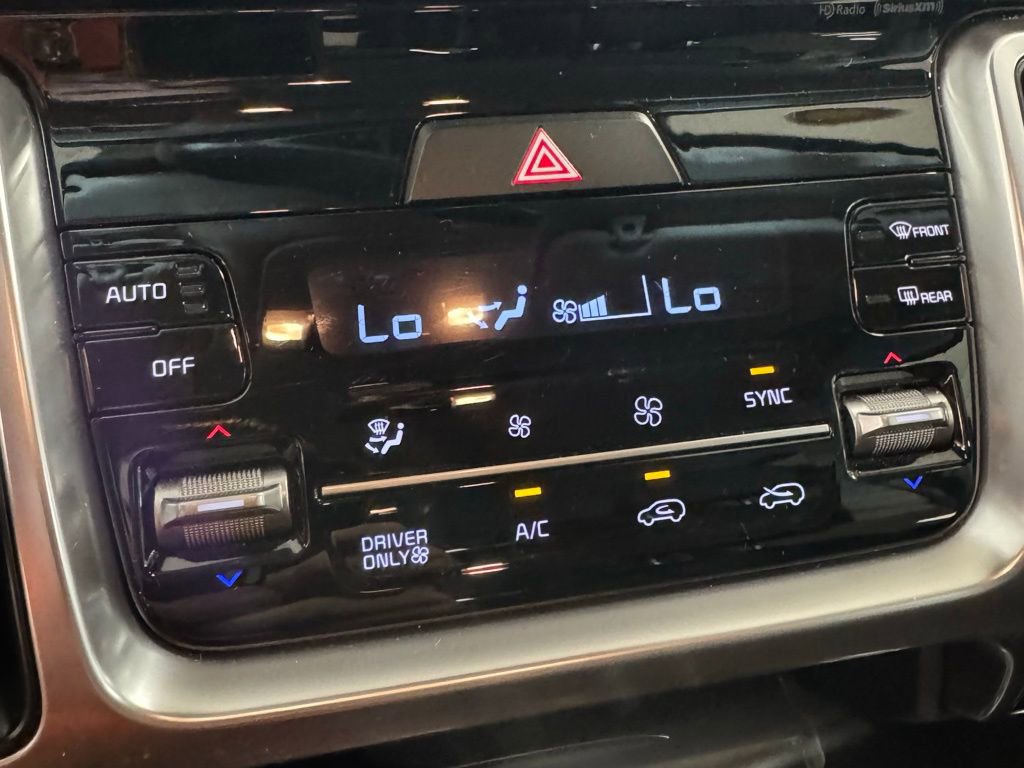 HD Radio ((SiriusXM))
AUTO
OFF
Lo
Lo
FRONT
REAR
SYNC
DRIVER
ONLY
A/C